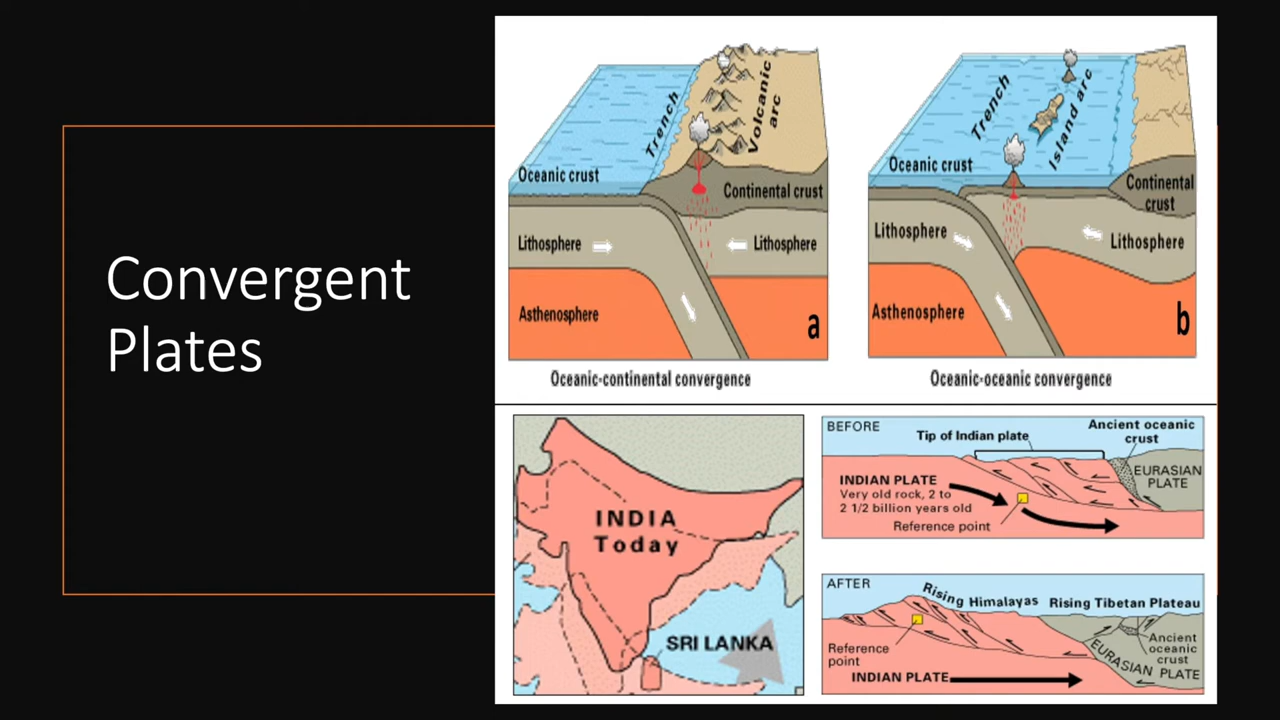 Convergent
Plates
Trench
Volcanic
arc
Oceanic crust
Continental crust
Lithosphere
Lithosphere
Asthenosphere
a
Oceanic-continental convergence
Trench
Island arc
Oceanic crust
Continental
crust
Lithosphere
Lithosphere
Asthenosphere
b
Oceanic-oceanic convergence
INDIA
Today
SRI LANKA
BEFORE
Tip of Indian plate
Ancient oceanic
crust
EURASIAN
PLATE
INDIAN PLATE
Very old rock, 2 to
2 1/2 billion years old
Reference point
AFTER
Rising Himalayas
Rising Tibetan Plateau
Reference
point
Ancient
oceanic
crust
EURASIAN PLATE
INDIAN PLATE